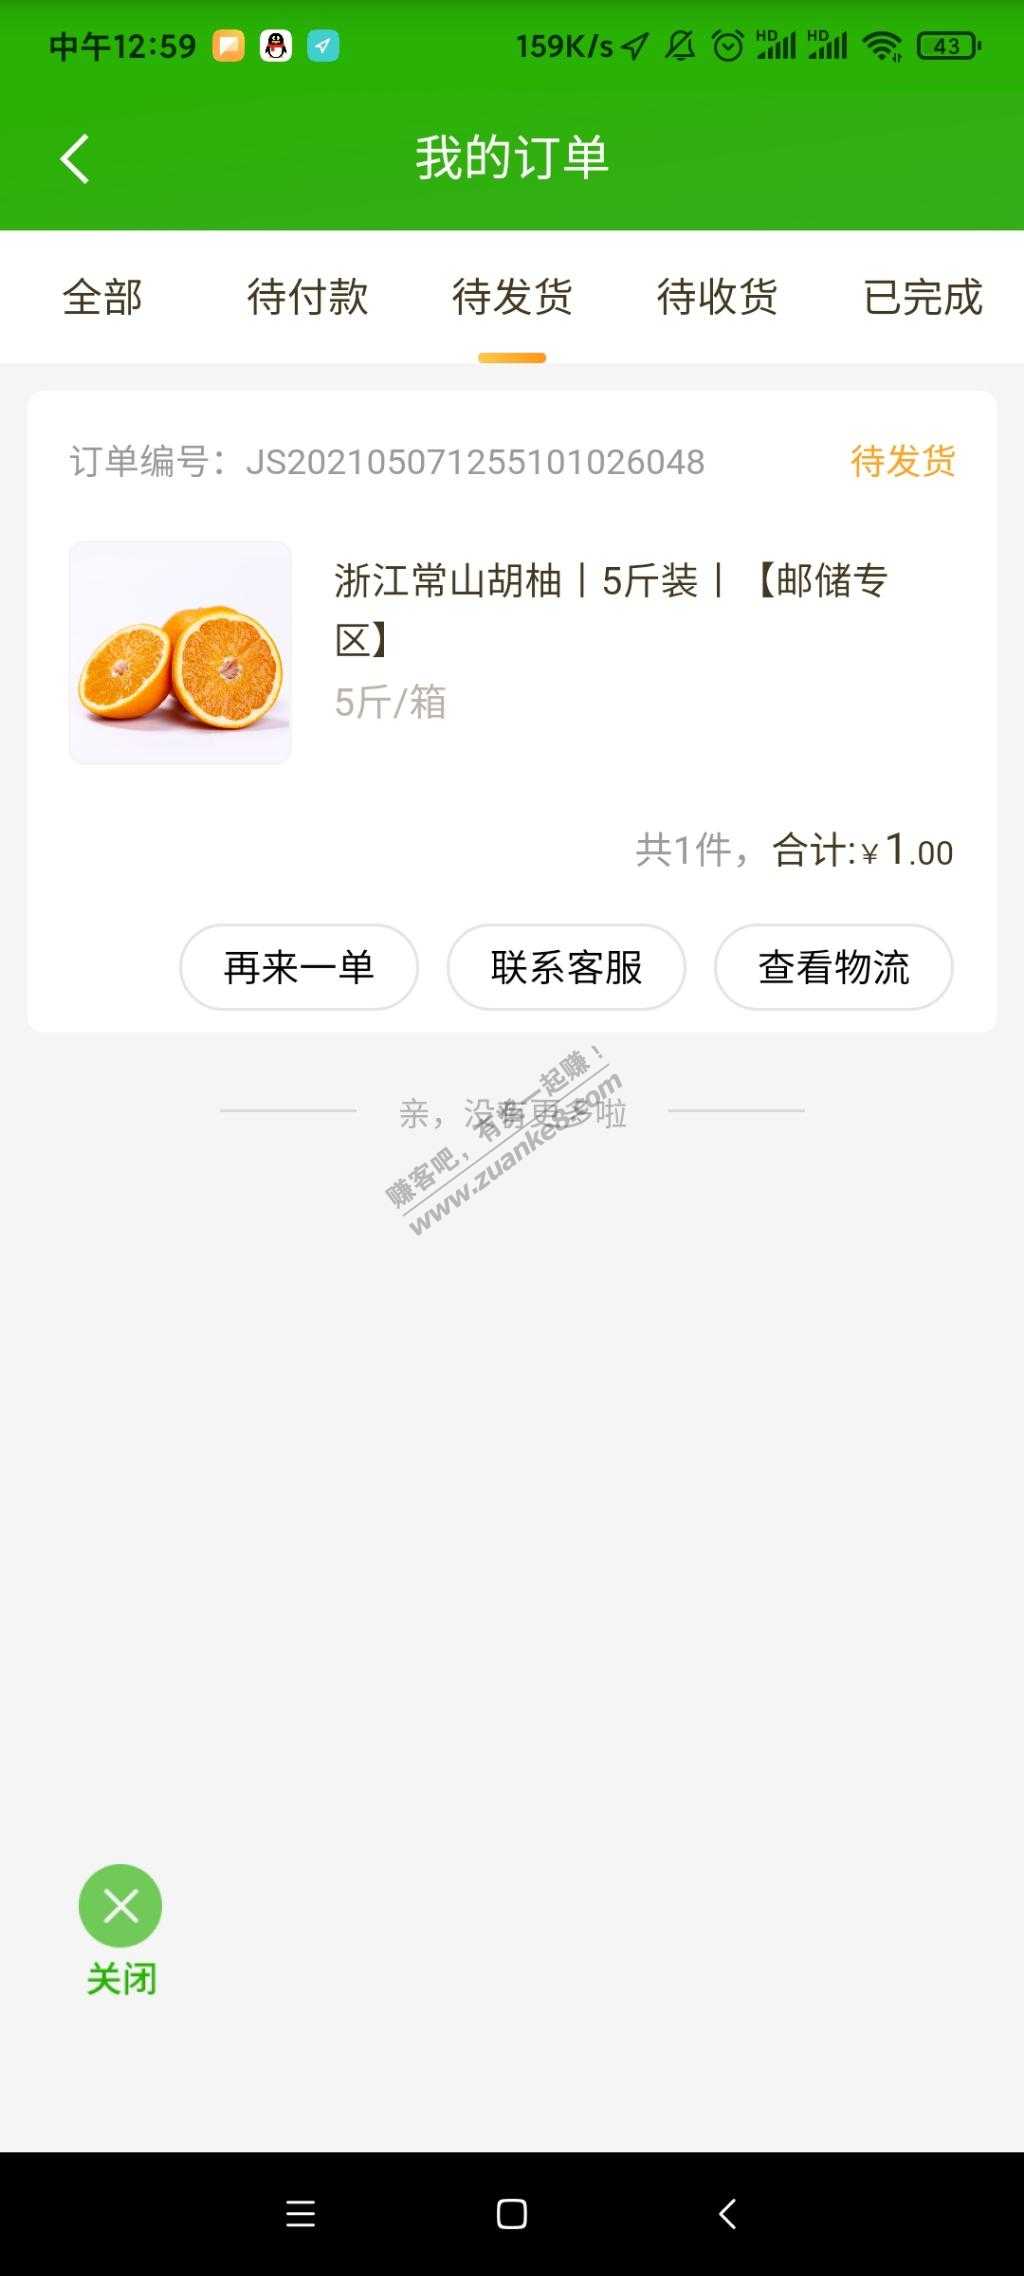 中午12:59
159K/s
HD
HD
43
我的订单
全部 待付款 待发货 待收货 已完成
订单编号：JS202105071255101026048 待发货
浙江常山胡柚丨5斤装丨【邮储专
区】
5斤/箱
共1件，合计:¥1.00
再来一单 联系客服 查看物流
亲，没有更多啦
赚客吧，有奖一起赚！
www.zuanke8.com
关闭